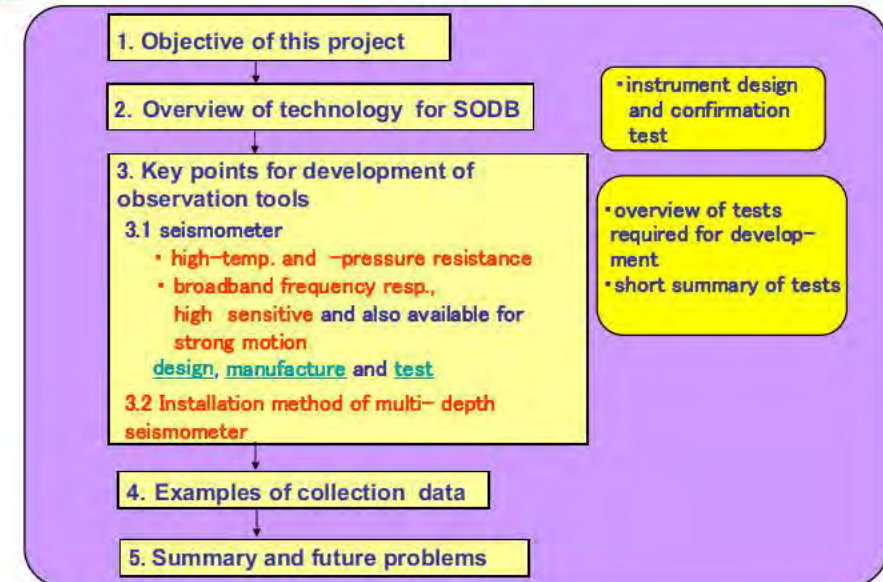 1. Objective of this project
2. Overview of technology for SODB
3. Key points for development of
observation tools
3.1 seismometer
・high-temp. and -pressure resistance
・broadband frequency resp.,
high sensitive and also available for
strong motion
design, manufacture and test
3.2 Installation method of multi- depth
seismometer
4. Examples of collection data
5. Summary and future problems
・instrument design
and confirmation
test
・overview of tests
required for develop-
ment
・short summary of tests